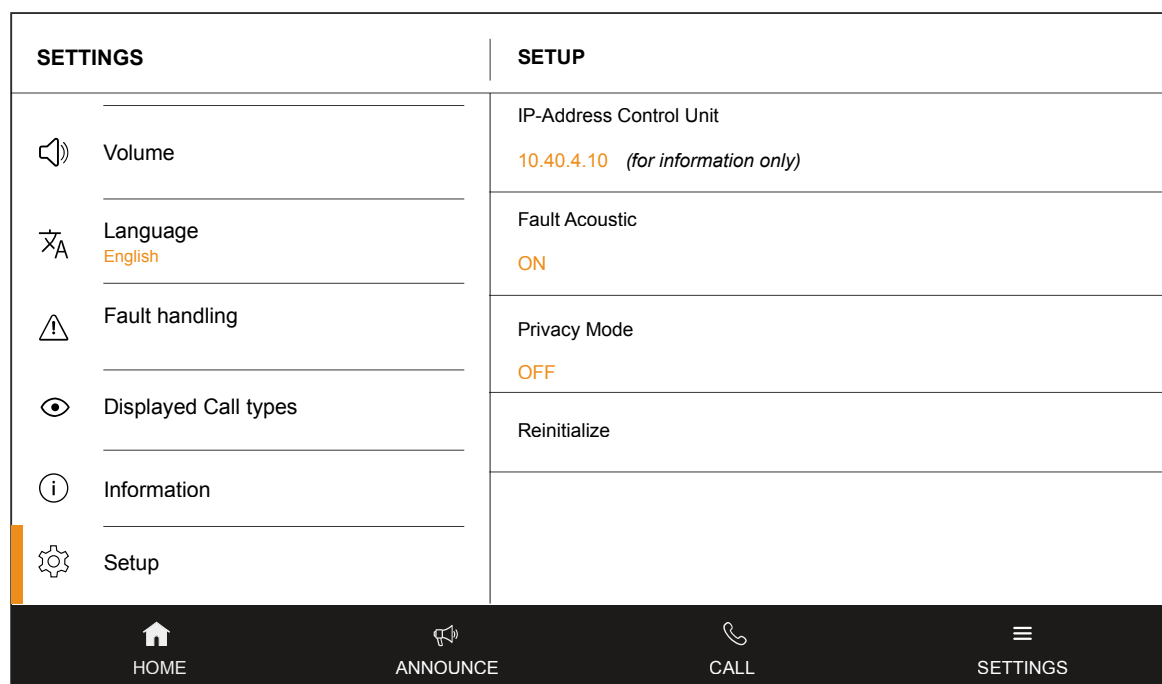 SETTINGS
Volume
Language
English
Fault handling
Displayed Call types
Information
Setup
SETUP
IP-Address Control Unit
10.40.4.10 (for information only)
Fault Acoustic
ON
Privacy Mode
OFF
Reinitialize
HOME
ANNOUNCE
CALL
SETTINGS